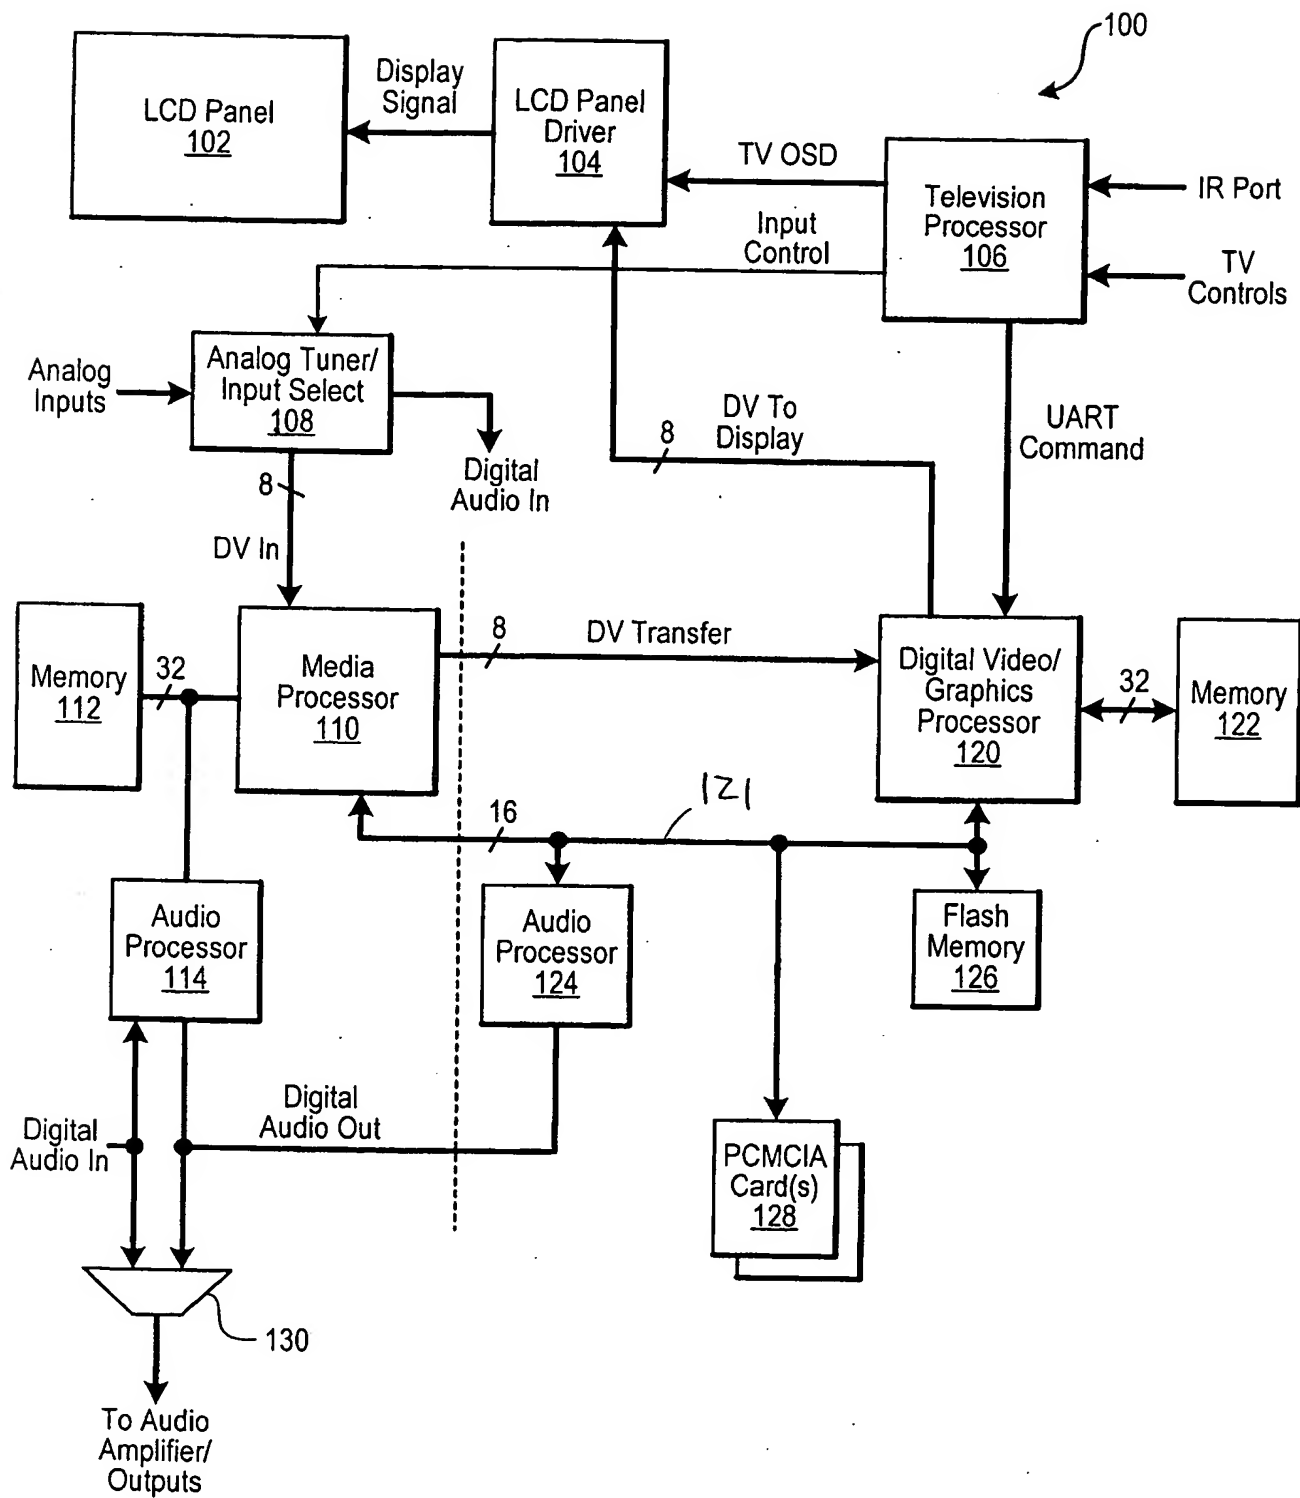 100
LCD Panel
102
Display
Signal
LCD Panel
Driver
104
TV OSD
Television
Processor
106
IR Port
TV
Controls
Input
Control
Analog
Inputs
Analog Tuner/
Input Select
108
Digital
Audio In
8
DV In
8
DV To
Display
UART
Command
Memory
112
32
Media
Processor
110
8
DV Transfer
Digital Video/
Graphics
Processor
120
32
Memory
122
16
121
Audio
Processor
114
Audio
Processor
124
Flash
Memory
126
Digital
Audio In
Digital
Audio Out
PCMCIA
Card(s)
128
130
To Audio
Amplifier/
Outputs